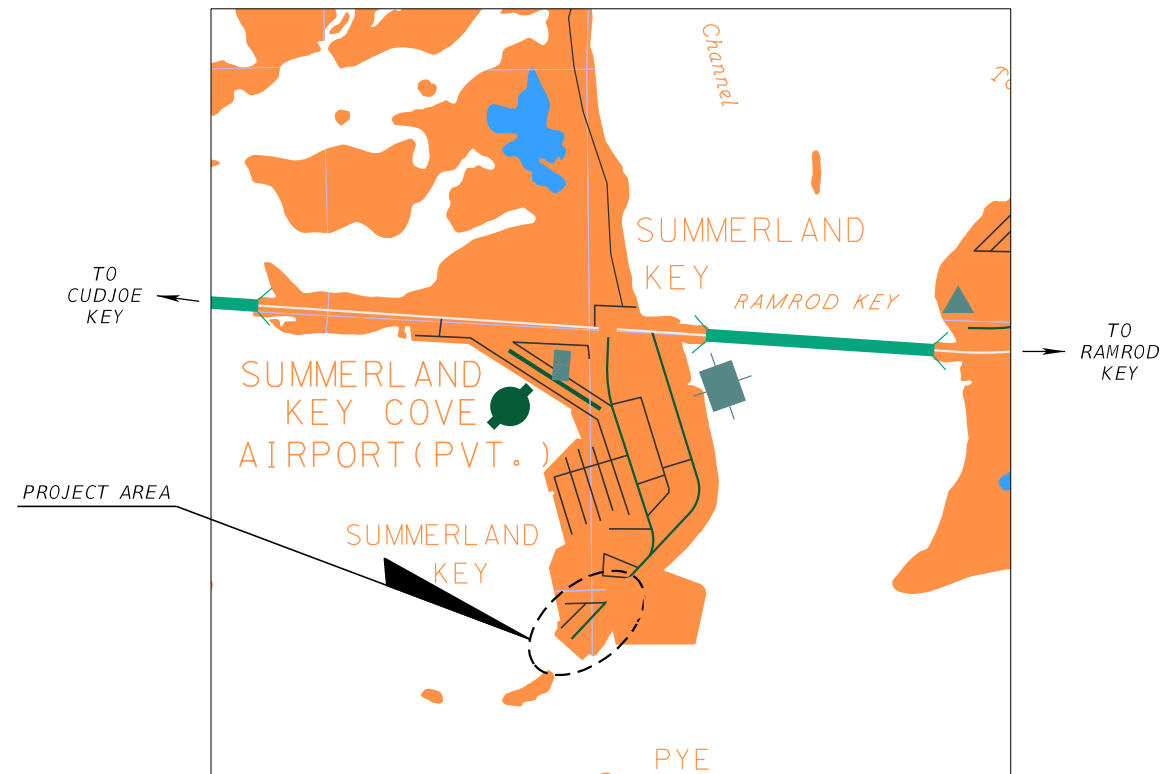 Channel
SUMMERLAND
KEY
RAMROD KEY
TO
CUDJOE
KEY
TO
RAMROD
KEY
SUMMERLAND
KEY COVE
AIRPORT(PVT.)
PROJECT AREA
SUMMERLAND
KEY
PYE